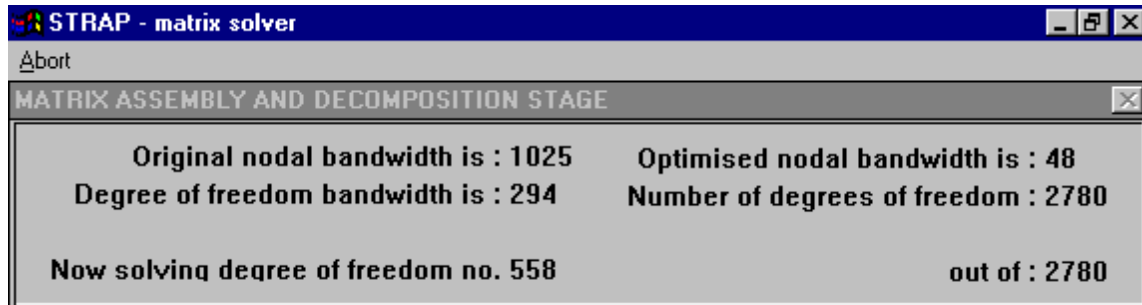 STRAP - matrix solver
Abort
MATRIX ASSEMBLY AND DECOMPOSITION STAGE
Original nodal bandwidth is : 1025 Optimised nodal bandwidth is : 48
Degree of freedom bandwidth is : 294 Number of degrees of freedom : 2780
Now solving degree of freedom no. 558 out of : 2780